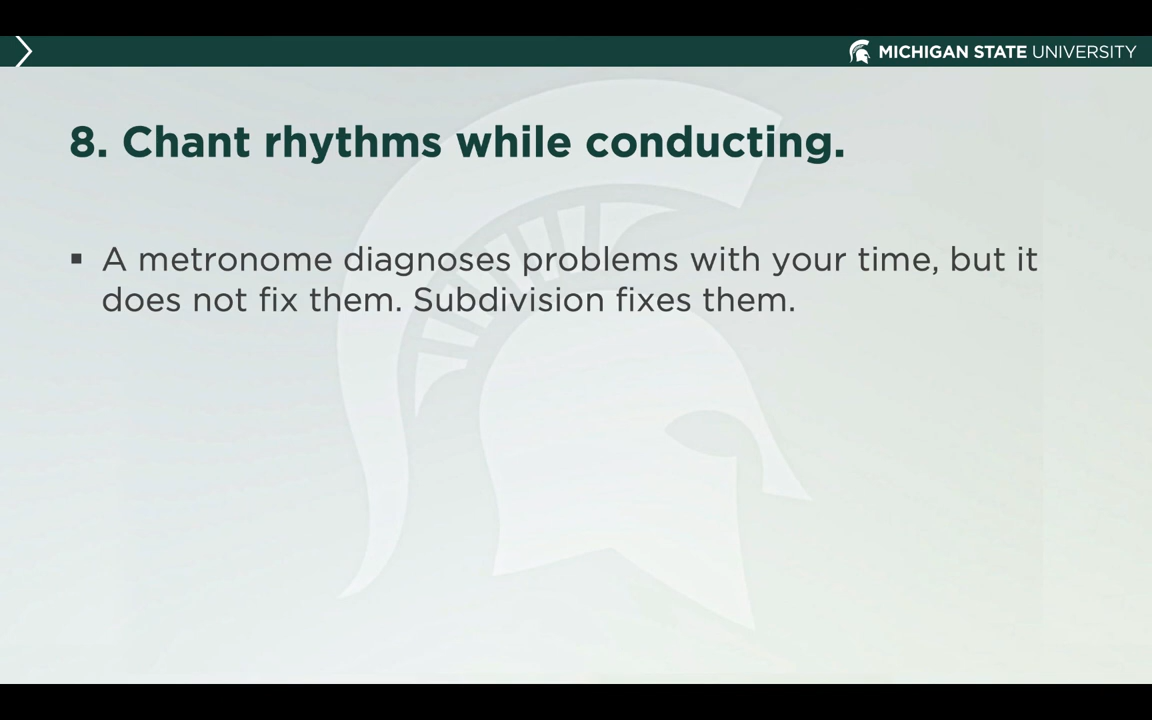 MICHIGAN STATE UNIVERSITY
8. Chant rhythms while conducting.
▪ A metronome diagnoses problems with your time, but it
does not fix them. Subdivision fixes them.